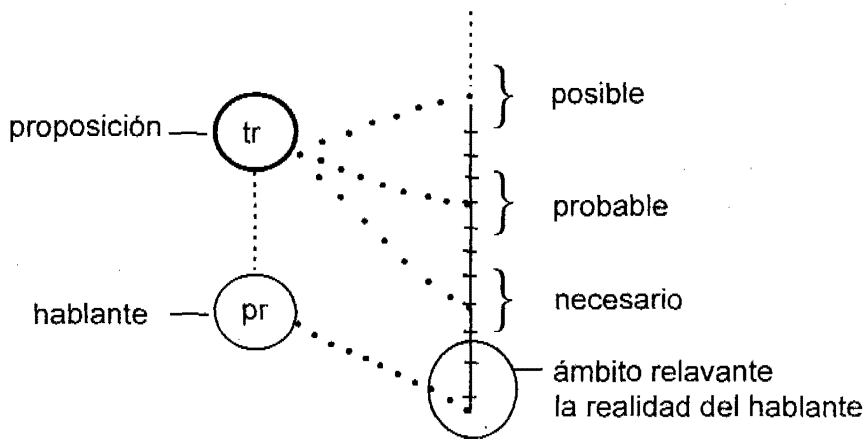 posible
proposición
tr
probable
necesario
hablante
pr
ámbito relavante
la realidad del hablante